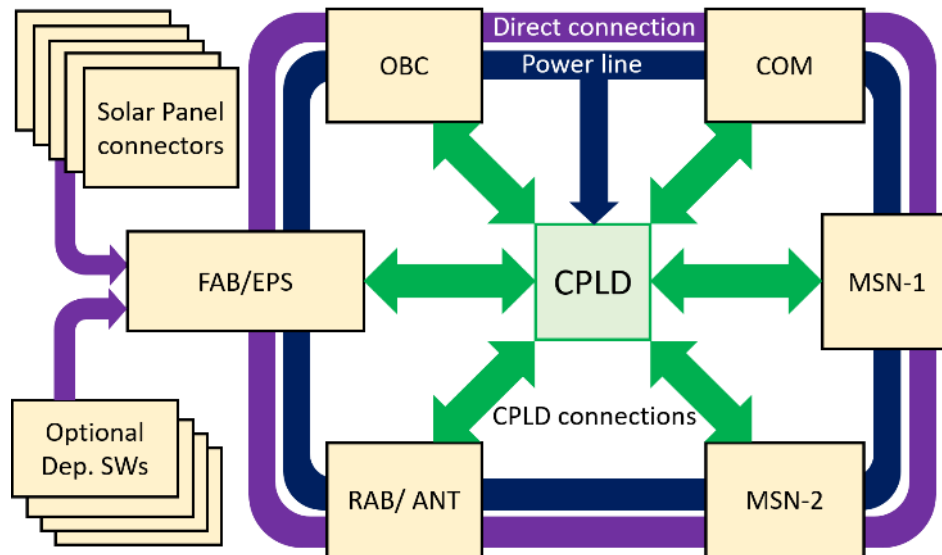 Direct connection
OBC
Power line
COM
Solar Panel
connectors
FAB/EPS
CPLD
MSN-1
CPLD connections
Optional
Dep. SWs
RAB/ ANT
MSN-2